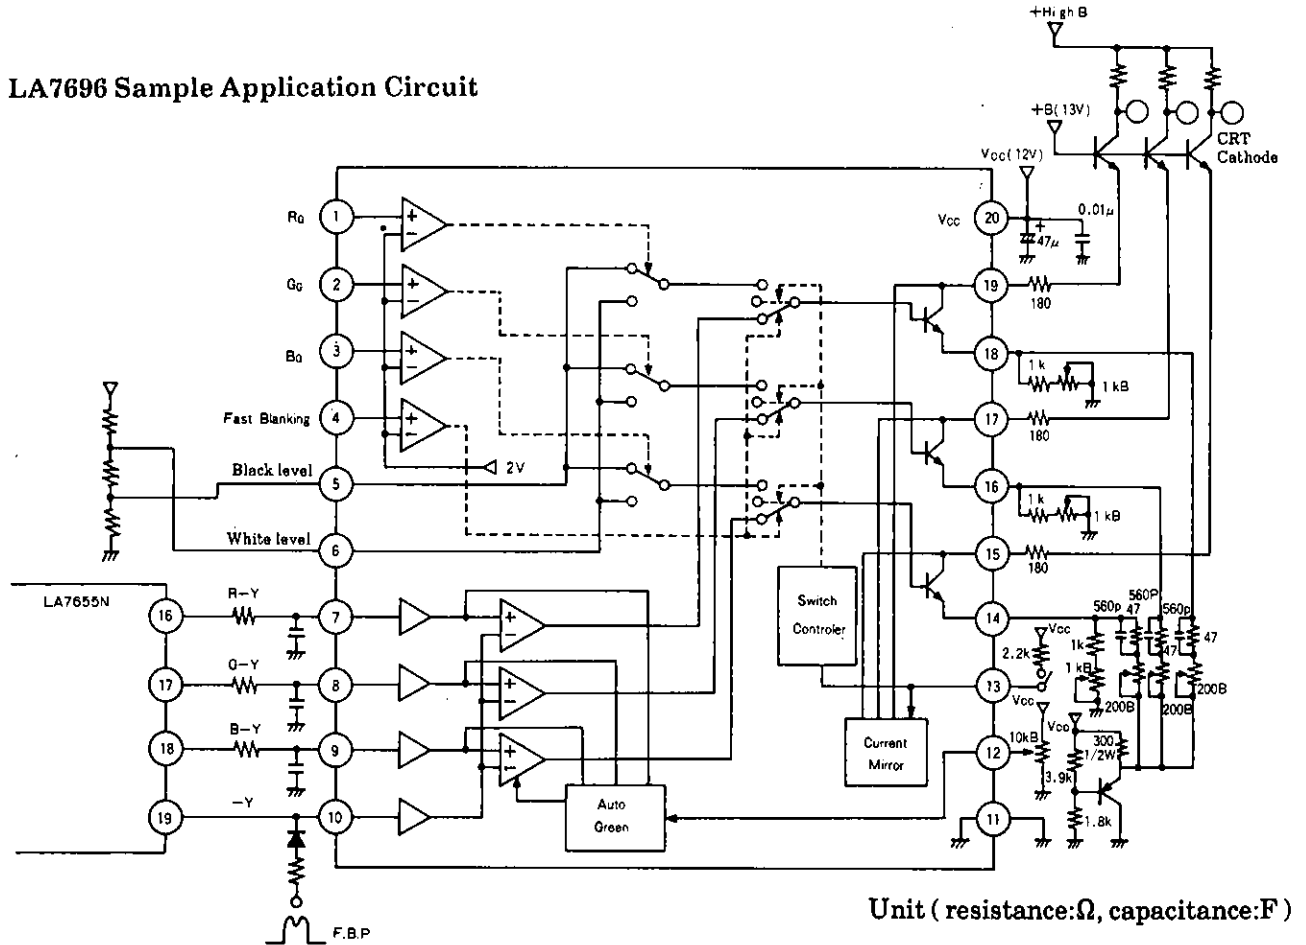 +High B
LA7696 Sample Application Circuit
+B(13V)
CRT
Cathode
VCC(12V)
1
20
VCC
0.01μ
+
47μ
+
−
2
GG
19
180
+
−
3
18
1k
1kB
+
−
4
Fast Blanking
17
180
+
−
2V
Black level
5
16
1k
1kB
White level
6
15
180
LA7655N
16
R−Y
7
+
−
Switch
Controler
14
560p
47
560P
47
560p
47
1k
1kB
200B
200B
200B
17
G−Y
8
+
−
13
2.2k
Vcc
18
B−Y
9
+
−
Current
Mirror
12
10kB
Vcc
Vcc
300
1/2W
3.9k
1.8k
19
−Y
10
Auto
Green
11
F.B.P
Unit ( resistance:Ω, capacitance:F )